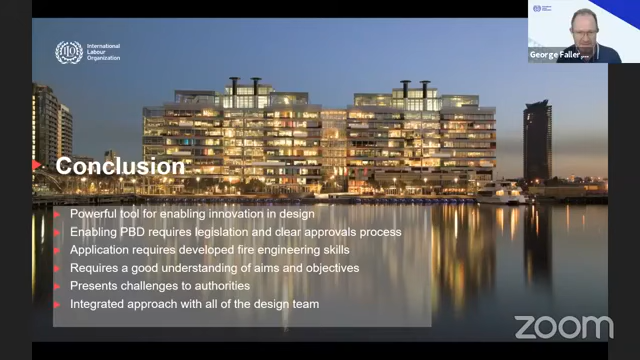 International
Labour
Organization
George Faller
Conclusion
Powerful tool for enabling innovation in design
Enabling PBD requires legislation and clear approvals process
Application requires developed fire engineering skills
Requires a good understanding of aims and objectives
Presents challenges to authorities
Integrated approach with all of the design team
zoom